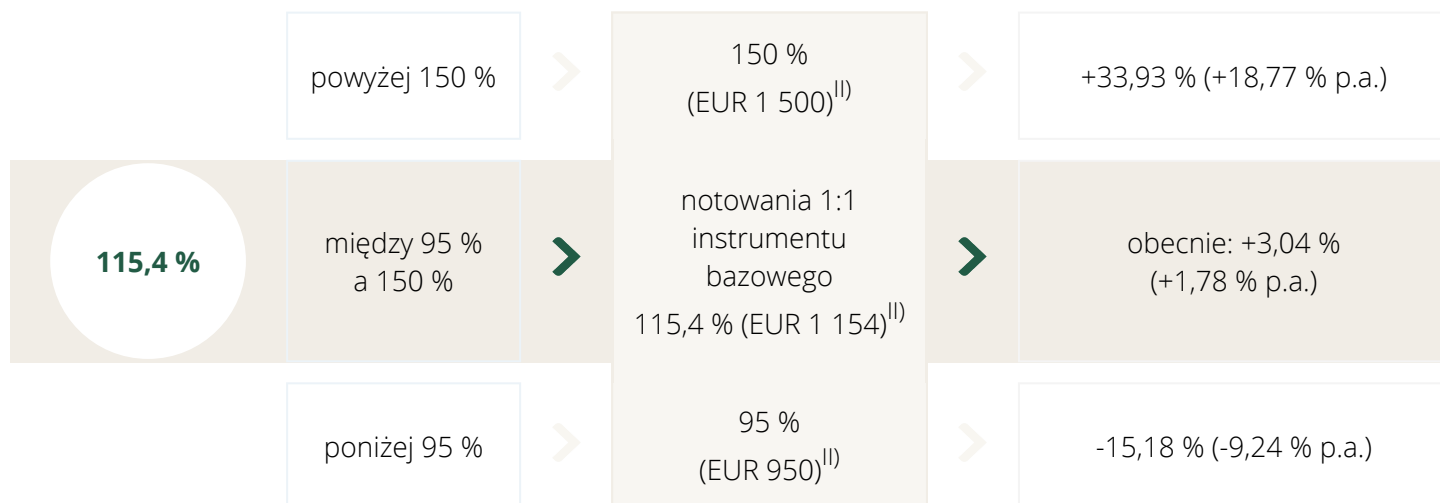 powyżej 150 %
150 %
(EUR 1 500)II)
+33,93 % (+18,77 % p.a.)
115,4 %
między 95 %
a 150 %
notowania 1:1
instrumentu
bazowego
115,4 % (EUR 1 154)II)
obecnie: +3,04 %
(+1,78 % p.a.)
poniżej 95 %
95 %
(EUR 950)II)
-15,18 % (-9,24 % p.a.)